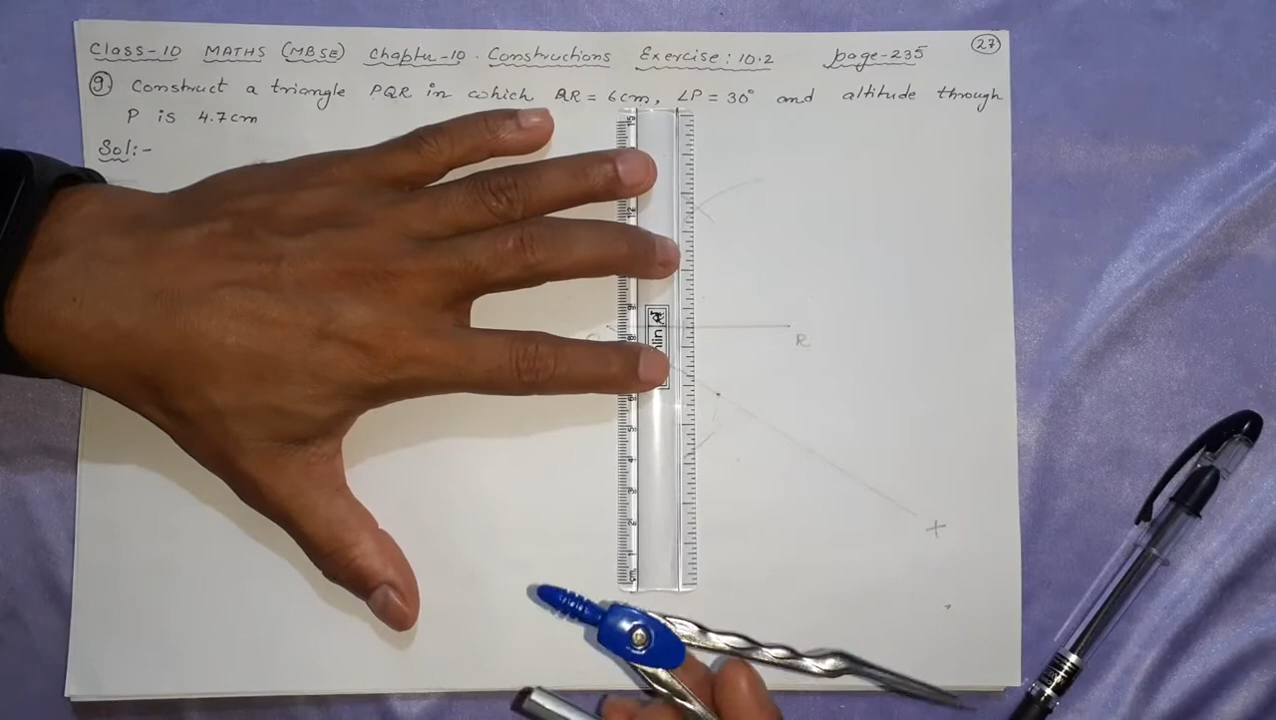 Class-10 MATHS (MBSE) Chapter-10. Constructions Exercise: 10.2 page-235 27
9 Construct a triangle PQR in which QR = 6cm, ∠P = 30° and altitude through
P is 4.7cm
Sol:-
R
X